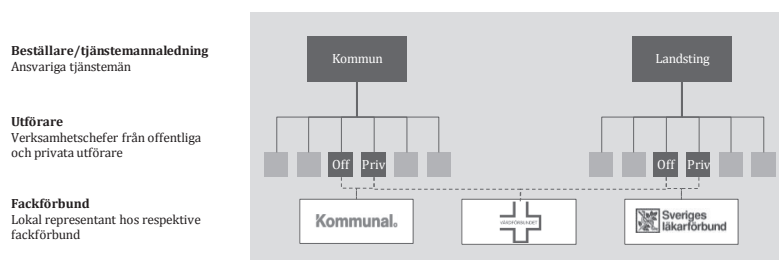 Beställare/tjänstemannaledning
Ansvariga tjänstemän
Kommun
Landsting
Utförare
Verksamhetschefer från offentliga
och privata utförare
Off
Priv
Off
Priv
Fackförbund
Lokal representant hos respektive
fackförbund
Kommunal.
VÅRDFÖRBUNDET
Sveriges
läkarförbund